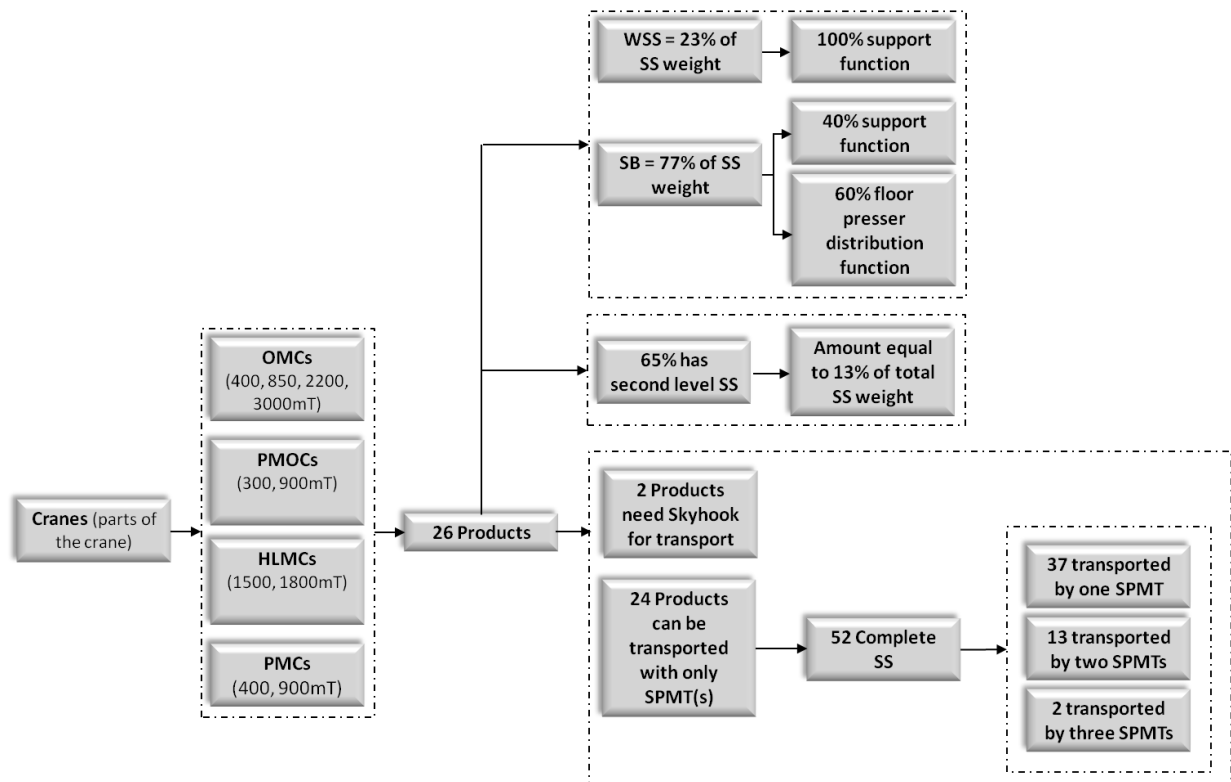 Cranes (parts of
the crane)
OMCs
(400, 850, 2200,
3000mT)
PMOCs
(300, 900mT)
HLMCs
(1500, 1800mT)
PMCs
(400, 900mT)
26 Products
WSS = 23% of
SS weight
100% support
function
SB = 77% of SS
weight
40% support
function
60% floor
presser
distribution
function
65% has
second level SS
Amount equal
to 13% of total
SS weight
2 Products
need Skyhook
for transport
24 Products
can be
transported
with only
SPMT(s)
52 Complete
SS
37 transported
by one SPMT
13 transported
by two SPMTs
2 transported
by three SPMTs